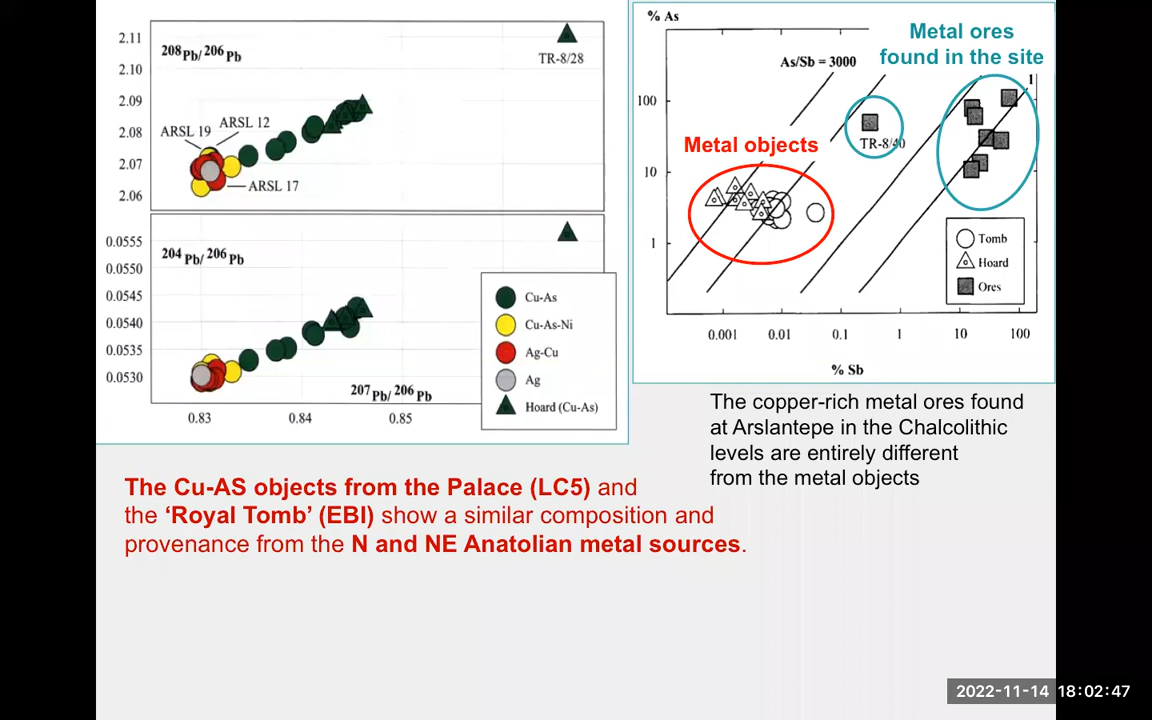 2.11
2.10
2.09
2.08
2.07
2.06
208Pb/206Pb
TR-8/28
ARSL 19
ARSL 12
ARSL 17
0.0555
0.0550
0.0545
0.0540
0.0535
0.0530
204Pb/206Pb
207Pb/206Pb
0.83
0.84
0.85
Cu-As
Cu-As-Ni
Ag-Cu
Ag
Hoard (Cu-As)
% As
Metal ores
found in the site
As/Sb = 3000
1
100
10
1
Metal objects
TR-8/40
Tomb
Hoard
Ores
0.001
0.01
0.1
1
10
100
% Sb
The copper-rich metal ores found
at Arslantepe in the Chalcolithic
levels are entirely different
from the metal objects
The Cu-AS objects from the Palace (LC5) and
the ‘Royal Tomb’ (EBI) show a similar composition and
provenance from the N and NE Anatolian metal sources.
2022-11-14 18:02:47